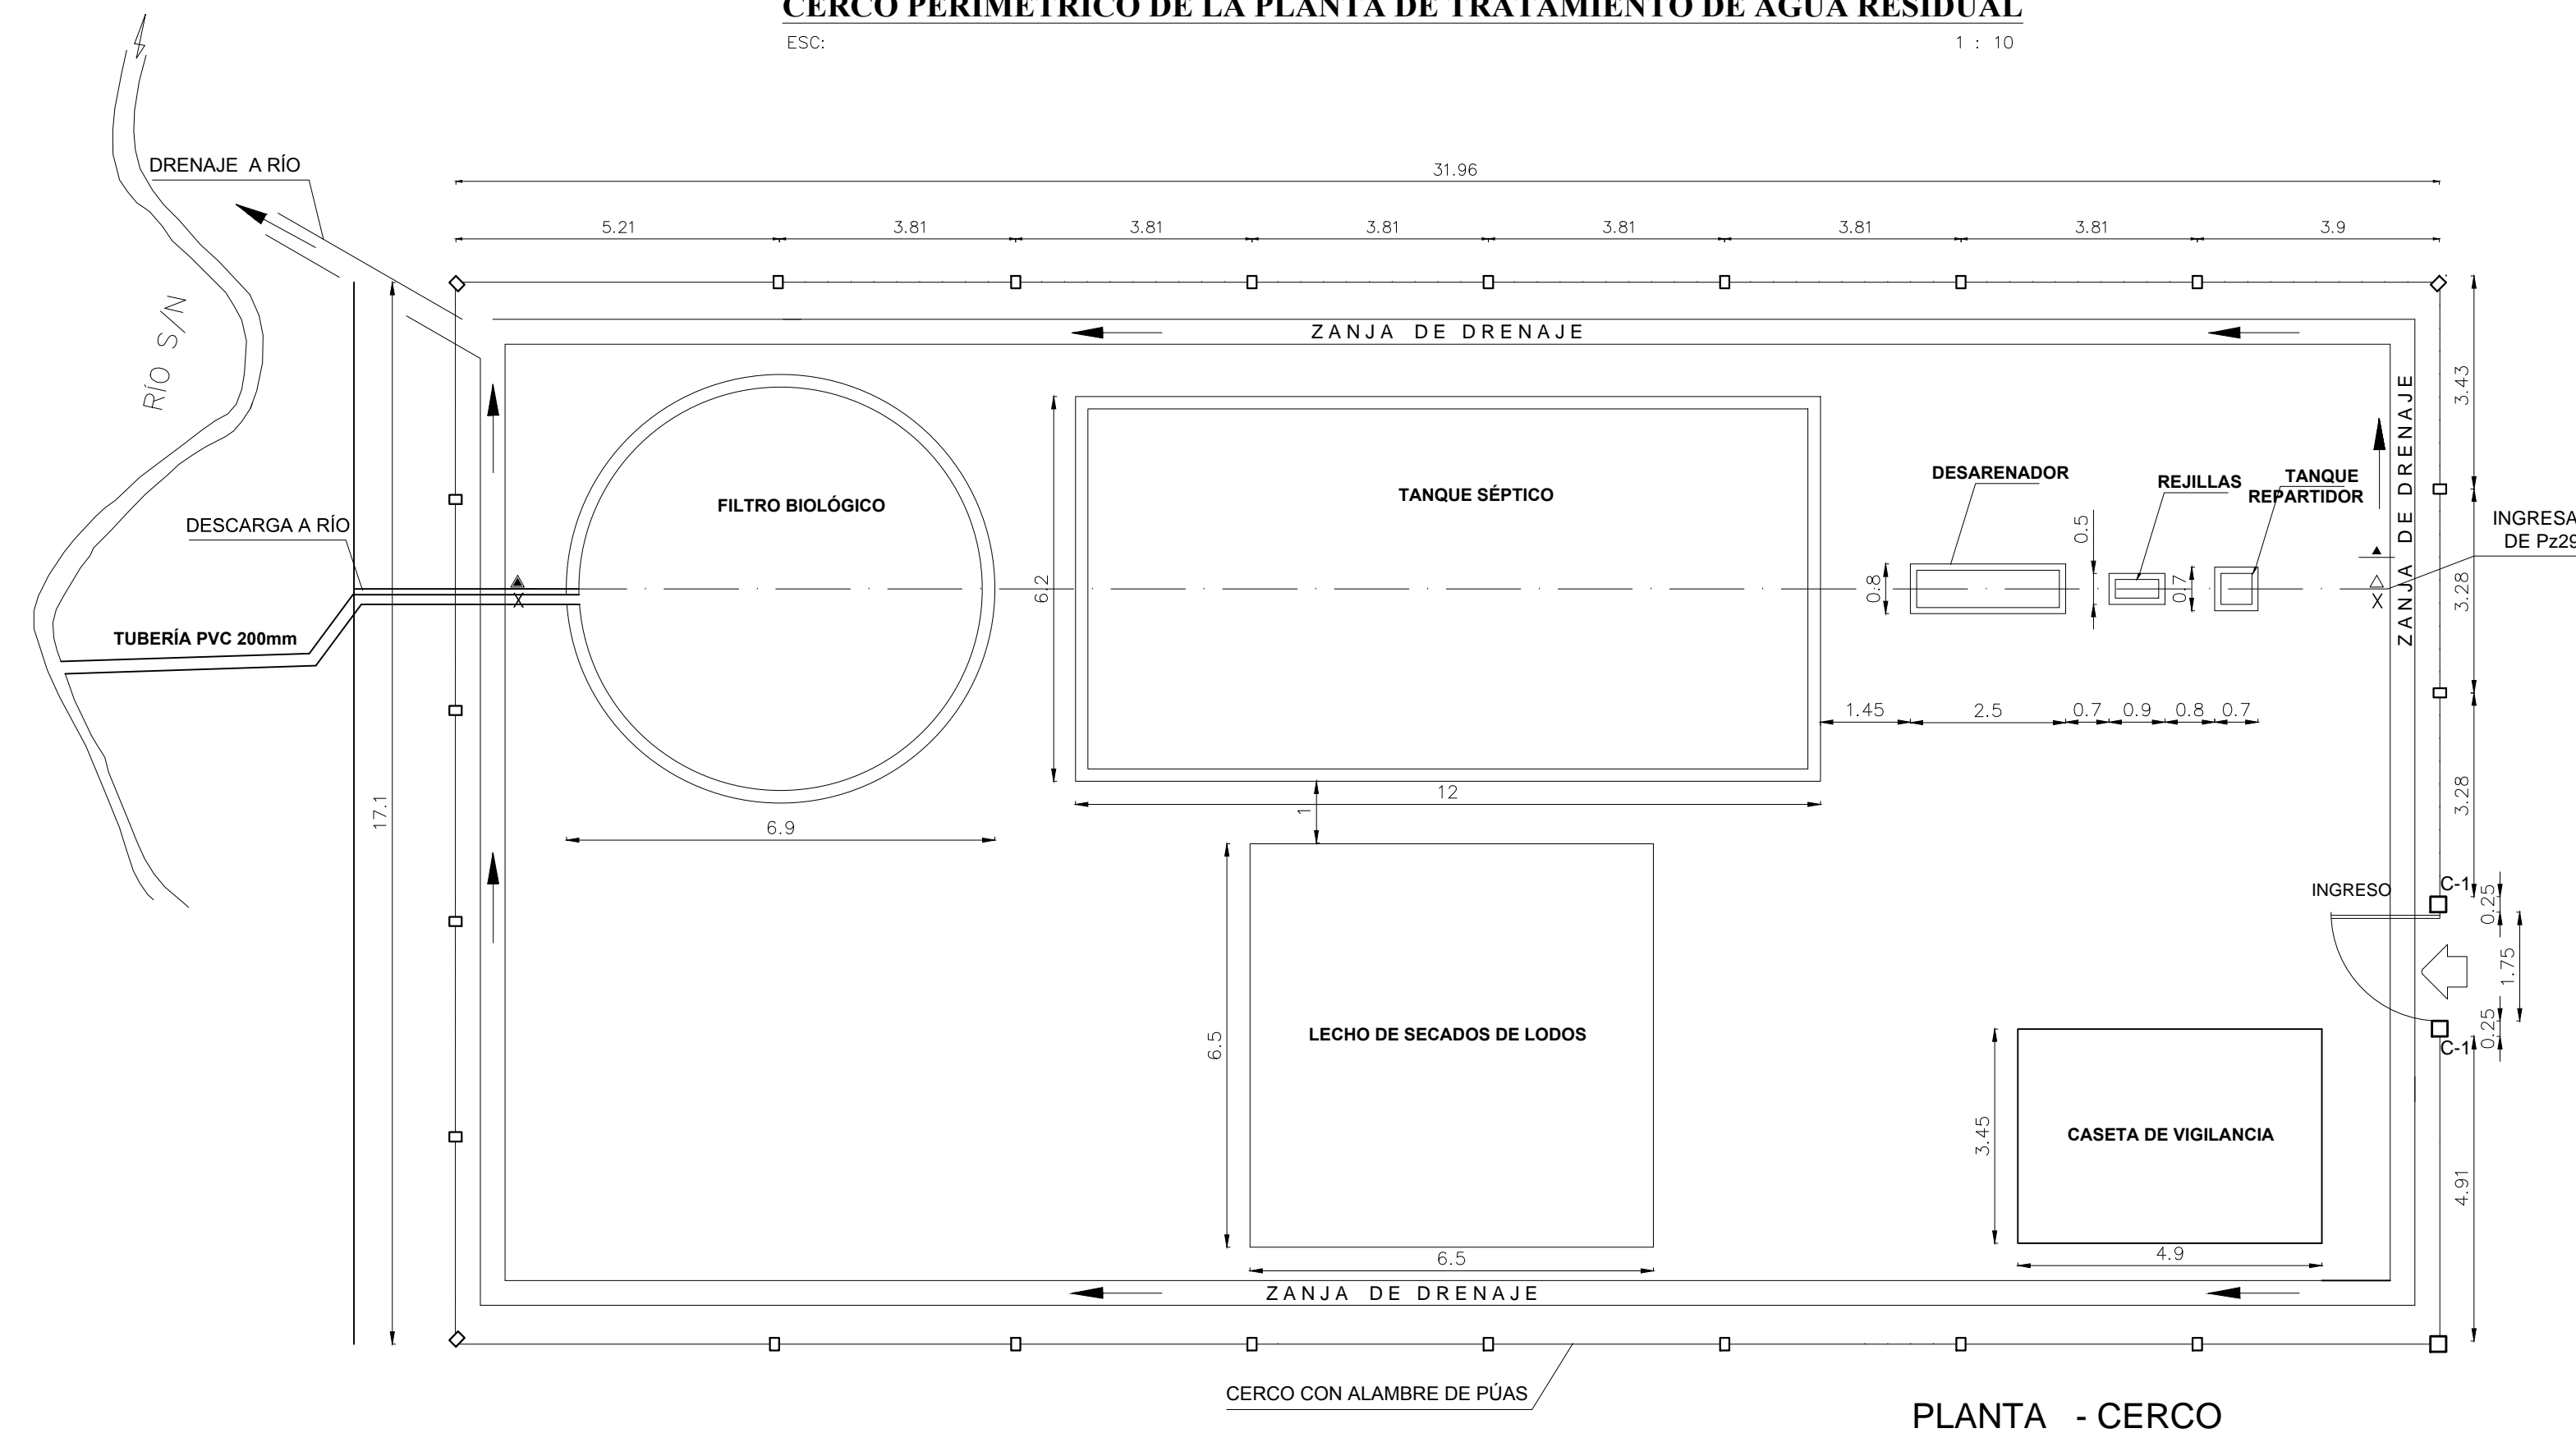 CERCO PERIMÉTRICO DE LA PLANTA DE TRATAMIENTO DE AGUA RESIDUAL
ESC: 1 : 10
DRENAJE A RÍO
31.96
5.21 3.81 3.81 3.81 3.81 3.81 3.81 3.9
RÍO S/N
ZANJA DE DRENAJE
ZANJA DE DRENAJE
3.43
FILTRO BIOLÓGICO
TANQUE SÉPTICO
DESARENADOR
REJILLAS
TANQUE
REPARTIDOR
DESCARGA A RÍO
INGRESA
DE Pz29
6.2
0.8
0.5
0.7
X
X
3.28
TUBERÍA PVC 200mm
1.45 2.5 0.7 0.9 0.8 0.7
3.28
17.1
12
1
6.9
INGRESO
C-1
0.25
1.75
0.25
C-1
6.5
LECHO DE SECADOS DE LODOS
3.45
CASETA DE VIGILANCIA
4.91
6.5
4.9
ZANJA DE DRENAJE
CERCO CON ALAMBRE DE PÚAS
PLANTA - CERCO